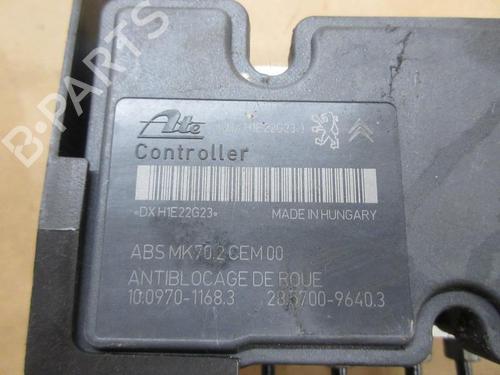 B-PARTS
Ate
H1E22G23
Controller
*DXH1E22G23* MADE IN HUNGARY
ABS MK70.2 CEM 00
ANTIBLOCAGE DE ROUE
10.0970-1168.3 28.5700-9640.3